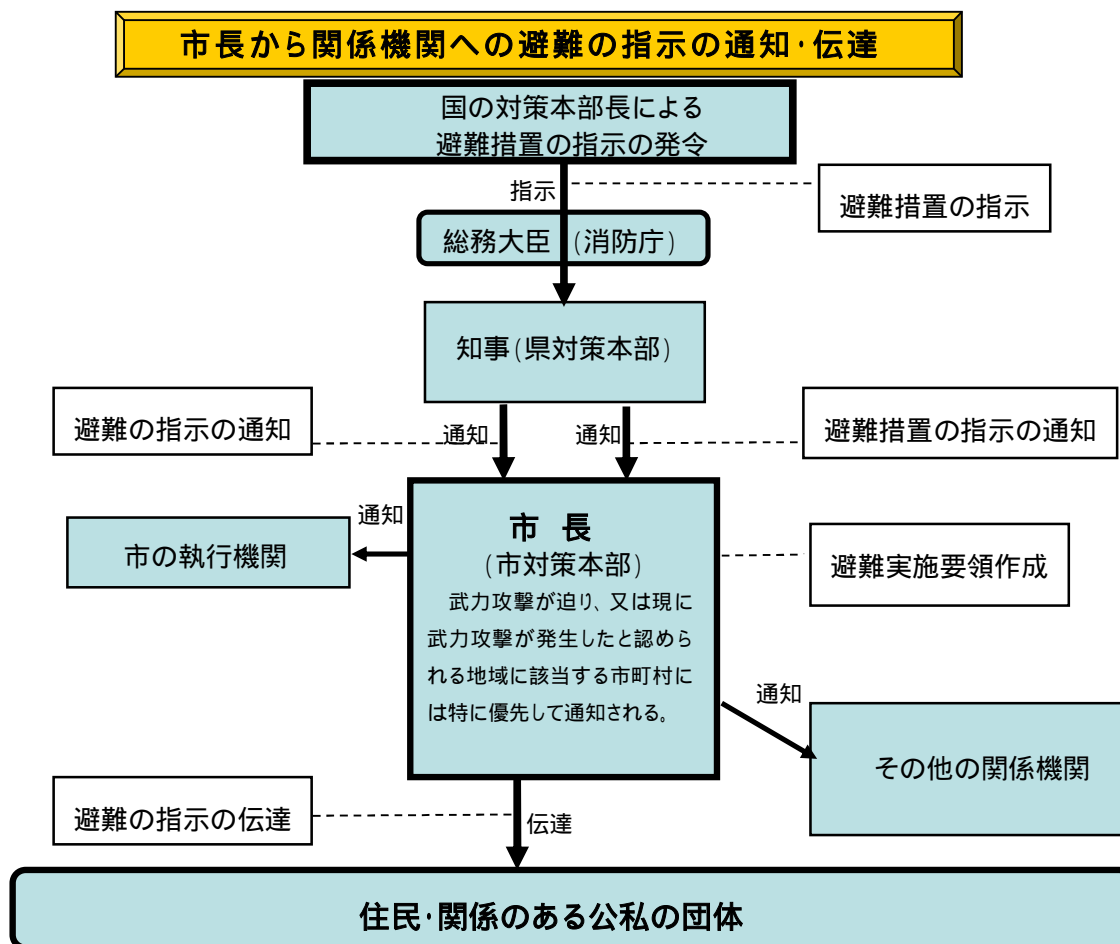 市長から関係機関への避難の指示の通知･伝達
国の対策本部長による
避難措置の指示の発令
指示
避難措置の指示
総務大臣（消防庁）
知事（県対策本部）
避難の指示の通知
通知
通知
避難措置の指示の通知
通知
市の執行機関
市 長
（市対策本部）
武力攻撃が迫り、又は現に
武力攻撃が発生したと認めら
れる地域に該当する市町村に
は特に優先して通知される。
避難実施要領作成
通知
その他の関係機関
避難の指示の伝達
伝達
住民･関係のある公私の団体